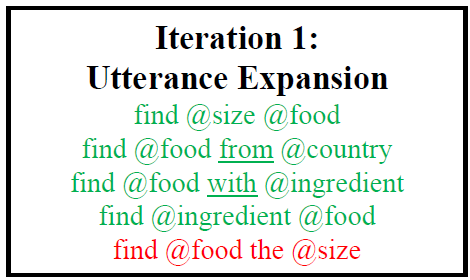 Iteration 1:
Utterance Expansion
find @size @food
find @food from @country
find @food with @ingredient
find @ingredient @food
find @food the @size